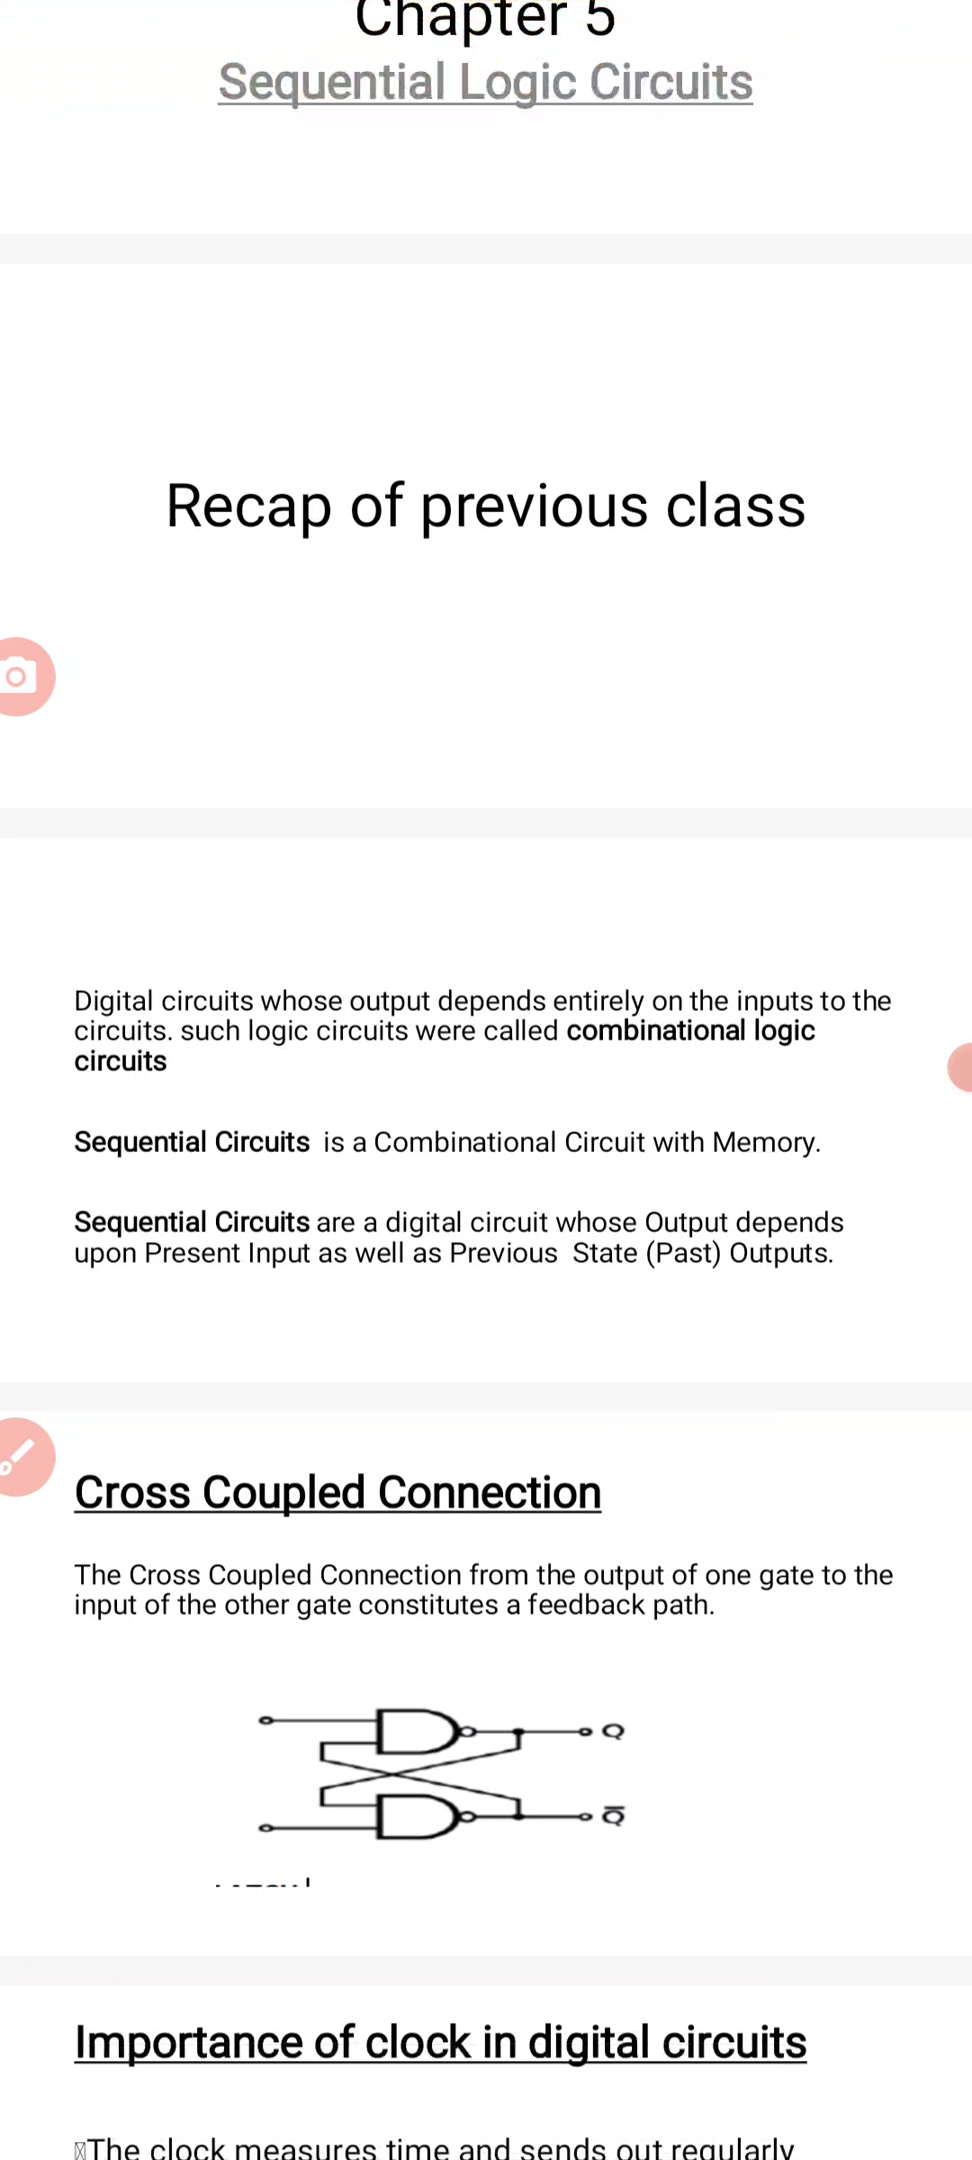 Chapter 5
Sequential Logic Circuits
Recap of previous class
Digital circuits whose output depends entirely on the inputs to the
circuits. such logic circuits were called combinational logic
circuits
Sequential Circuits is a Combinational Circuit with Memory.
Sequential Circuits are a digital circuit whose Output depends
upon Present Input as well as Previous State (Past) Outputs.
Cross Coupled Connection
The Cross Coupled Connection from the output of one gate to the
input of the other gate constitutes a feedback path.
Q
Q̅
Importance of clock in digital circuits
The clock measures time and sends out regularly